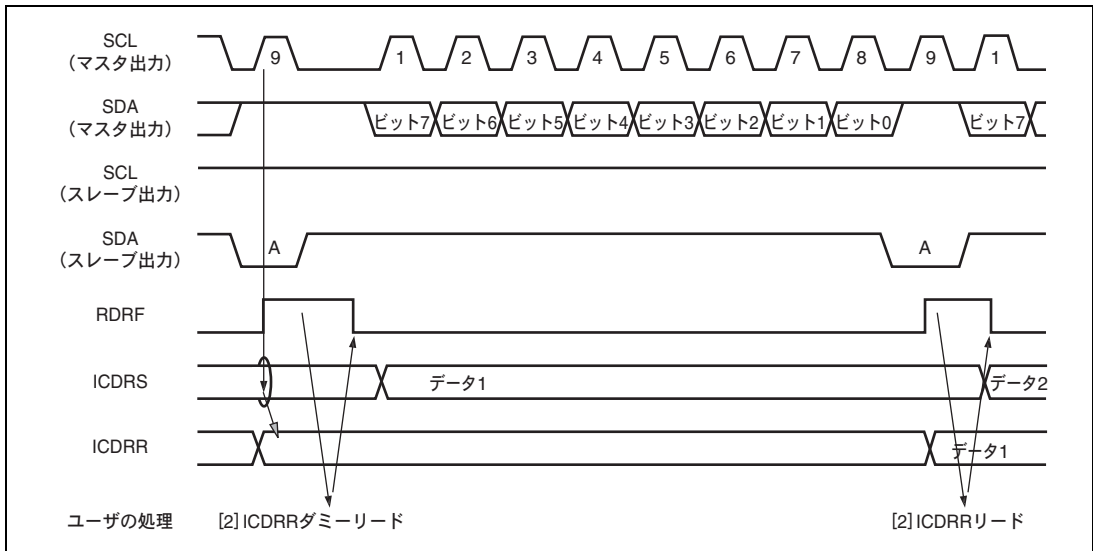 SCL
（マスタ出力）
9 1 2 3 4 5 6 7 8 9 1
SDA
（マスタ出力）
ビット7 ビット6 ビット5 ビット4 ビット3 ビット2 ビット1 ビット0 ビット7
SCL
（スレーブ出力）
SDA
（スレーブ出力）
A A
RDRF
ICDRS データ1 データ2
ICDRR データ1
ユーザの処理 [2] ICDRRダミーリード [2] ICDRRリード